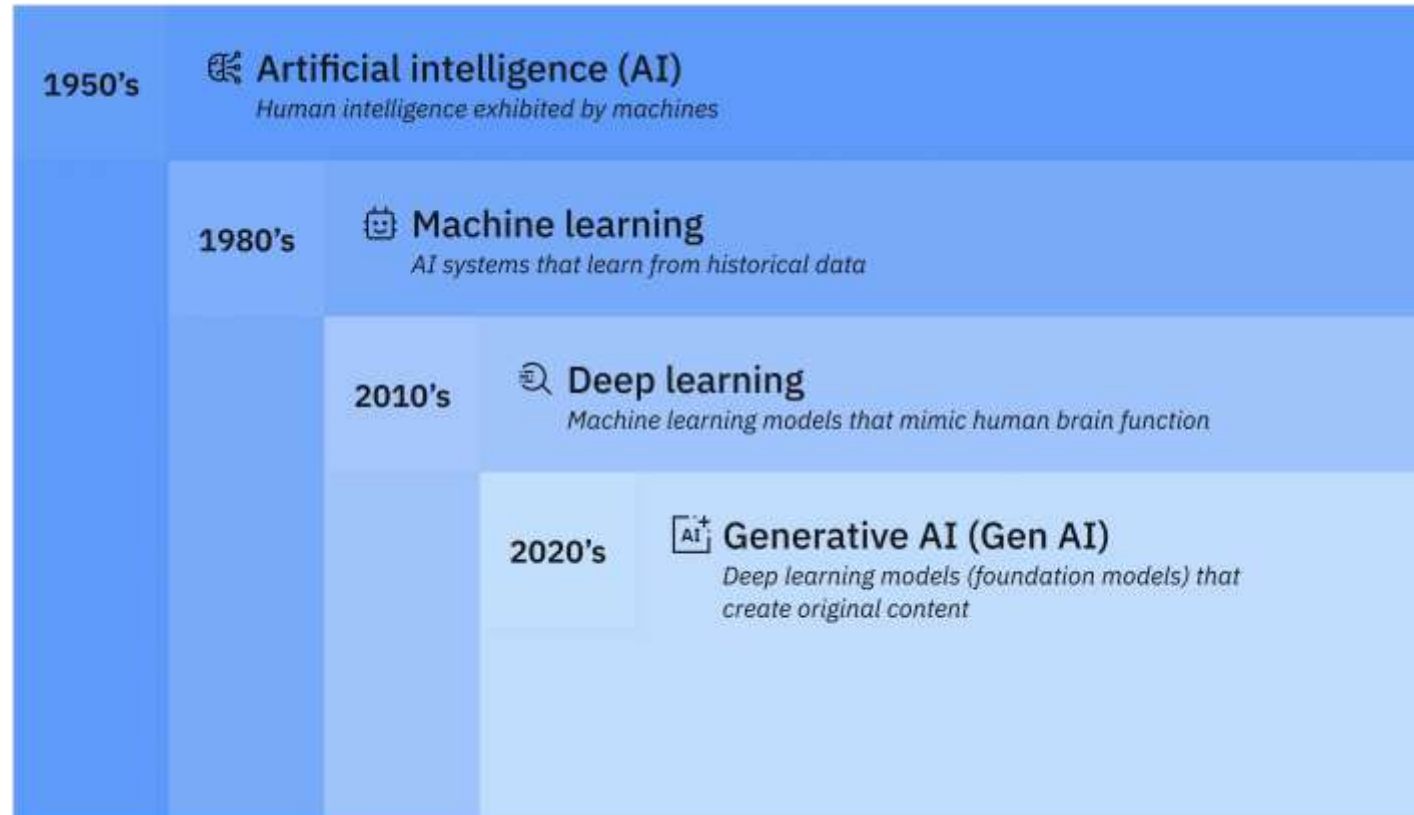 1950’s
Artificial intelligence (AI)
Human intelligence exhibited by machines
1980’s
Machine learning
AI systems that learn from historical data
2010’s
Deep learning
Machine learning models that mimic human brain function
2020’s
AI
Generative AI (Gen AI)
Deep learning models (foundation models) that
create original content